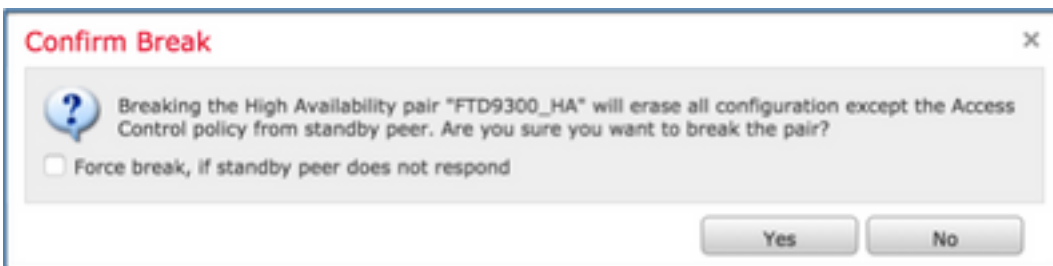 Confirm Break
Breaking the High Availability pair "FTD9300_HA" will erase all configuration except the Access
Control policy from standby peer. Are you sure you want to break the pair?
Force break, if standby peer does not respond
Yes No